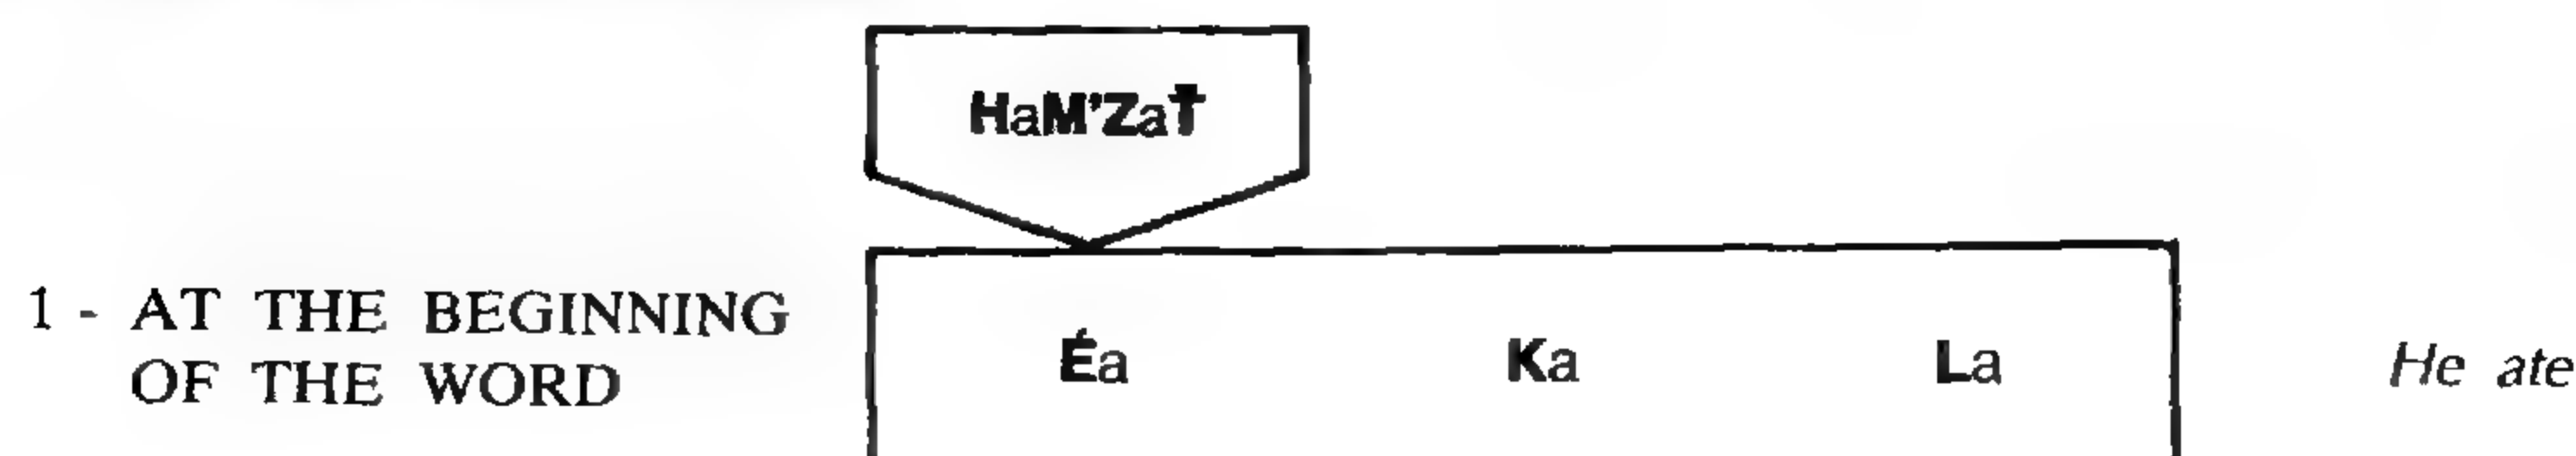 HaM'ZaŦ
1 - AT THE BEGINNING
OF THE WORD
Éa Ka La
He ate